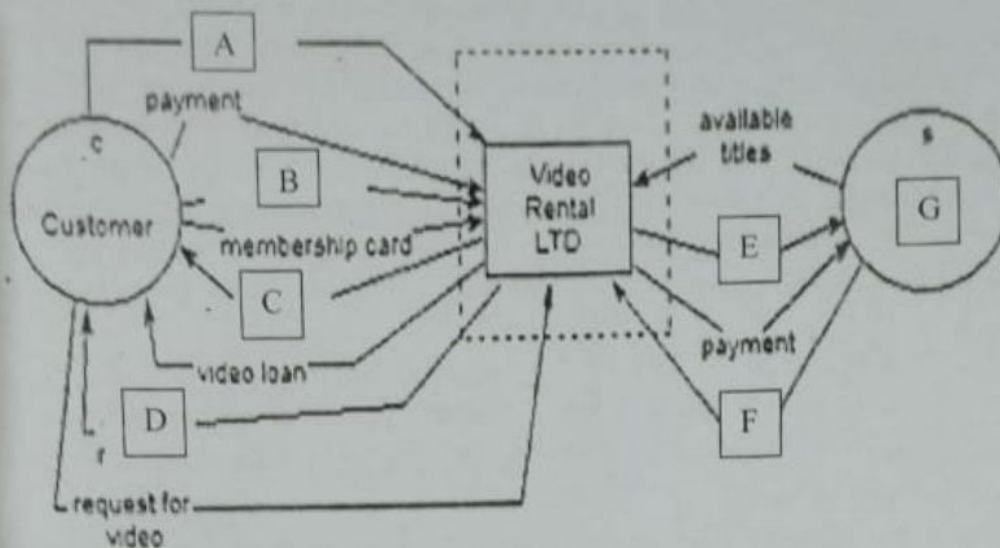 A
payment
B
membership card
C
video loan
D
r
request for
video
c
Customer
Video
Rental
LTD
available
titles
E
payment
F
s
G